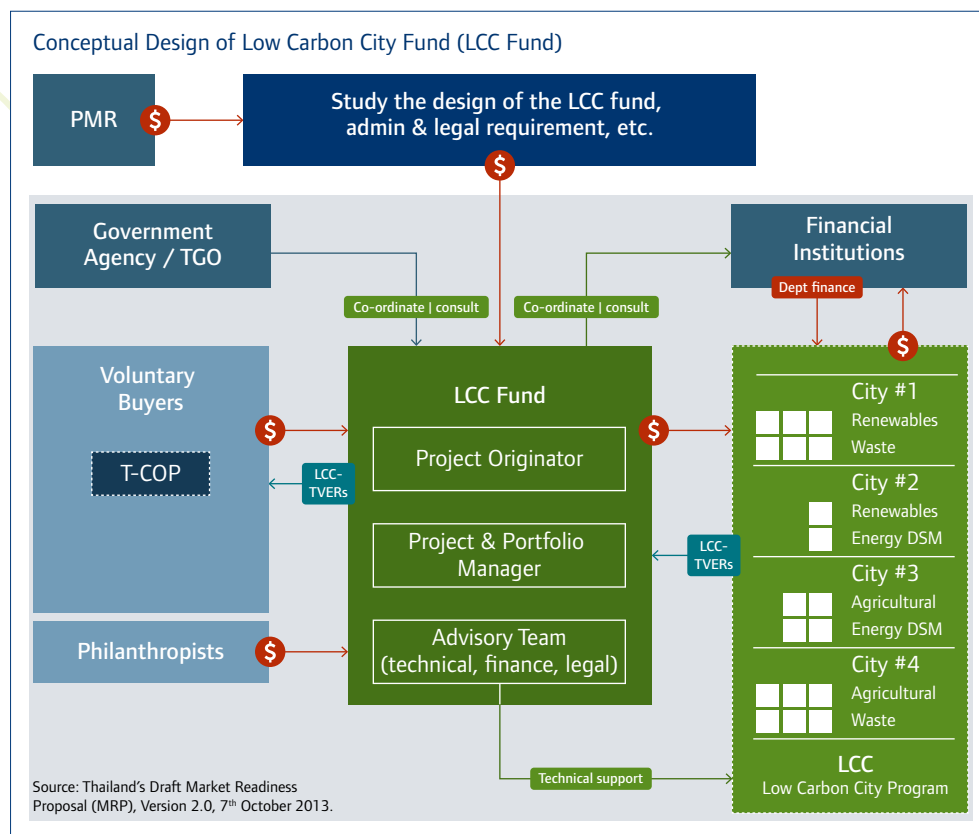 Conceptual Design of Low Carbon City Fund (LCC Fund)
PMR
$
Study the design of the LCC fund,
admin & legal requirement, etc.
$
Government
Agency / TGO
Financial
Institutions
Co-ordinate | consult
Co-ordinate | consult
Dept finance
$
Voluntary
Buyers
T-COP
$
LCC-
TVERs
LCC Fund
Project Originator
Project & Portfolio
Manager
Advisory Team
(technical, finance, legal)
$
LCC-
TVERs
Philanthropists
$
City #1
Renewables
Waste
City #2
Renewables
Energy DSM
City #3
Agricultural
Energy DSM
City #4
Agricultural
Waste
LCC
Low Carbon City Program
Technical support
Source: Thailand's Draft Market Readiness
Proposal (MRP), Version 2.0, 7th October 2013.